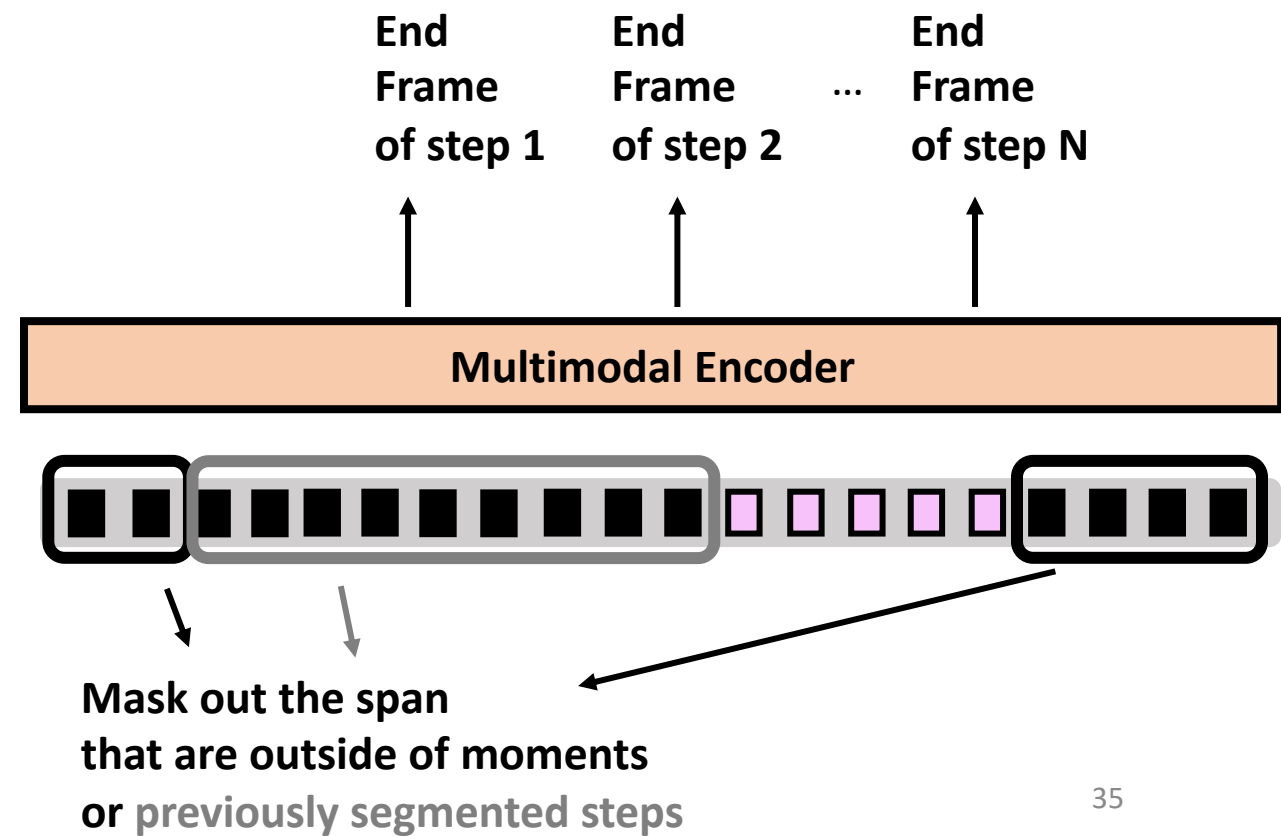 End
Frame
of step 1
End
Frame
of step 2
...
End
Frame
of step N
Multimodal Encoder
Mask out the span
that are outside of moments
or previously segmented steps
35